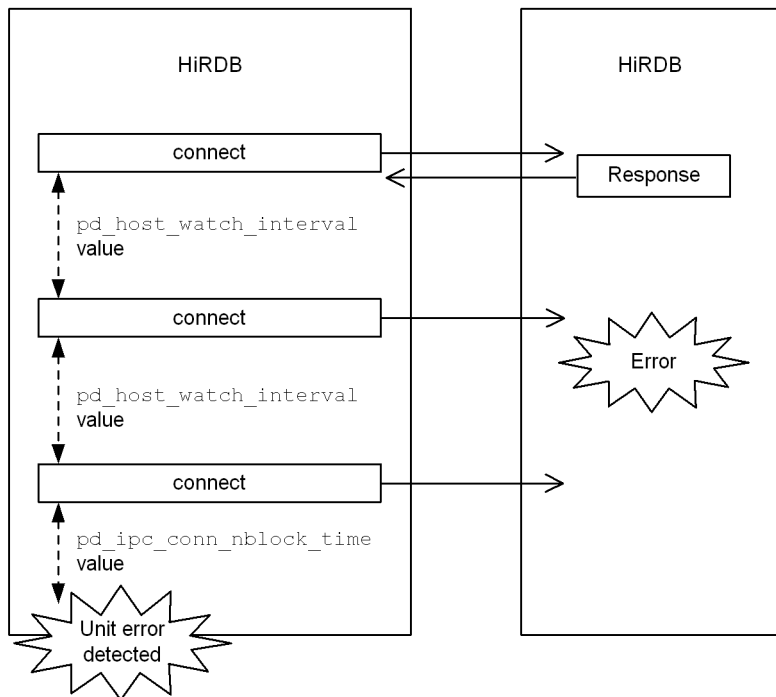 HiRDB
HiRDB
connect
Response
pd_host_watch_interval
value
connect
Error
pd_host_watch_interval
value
connect
pd_ipc_conn_nblock_time
value
Unit error
detected